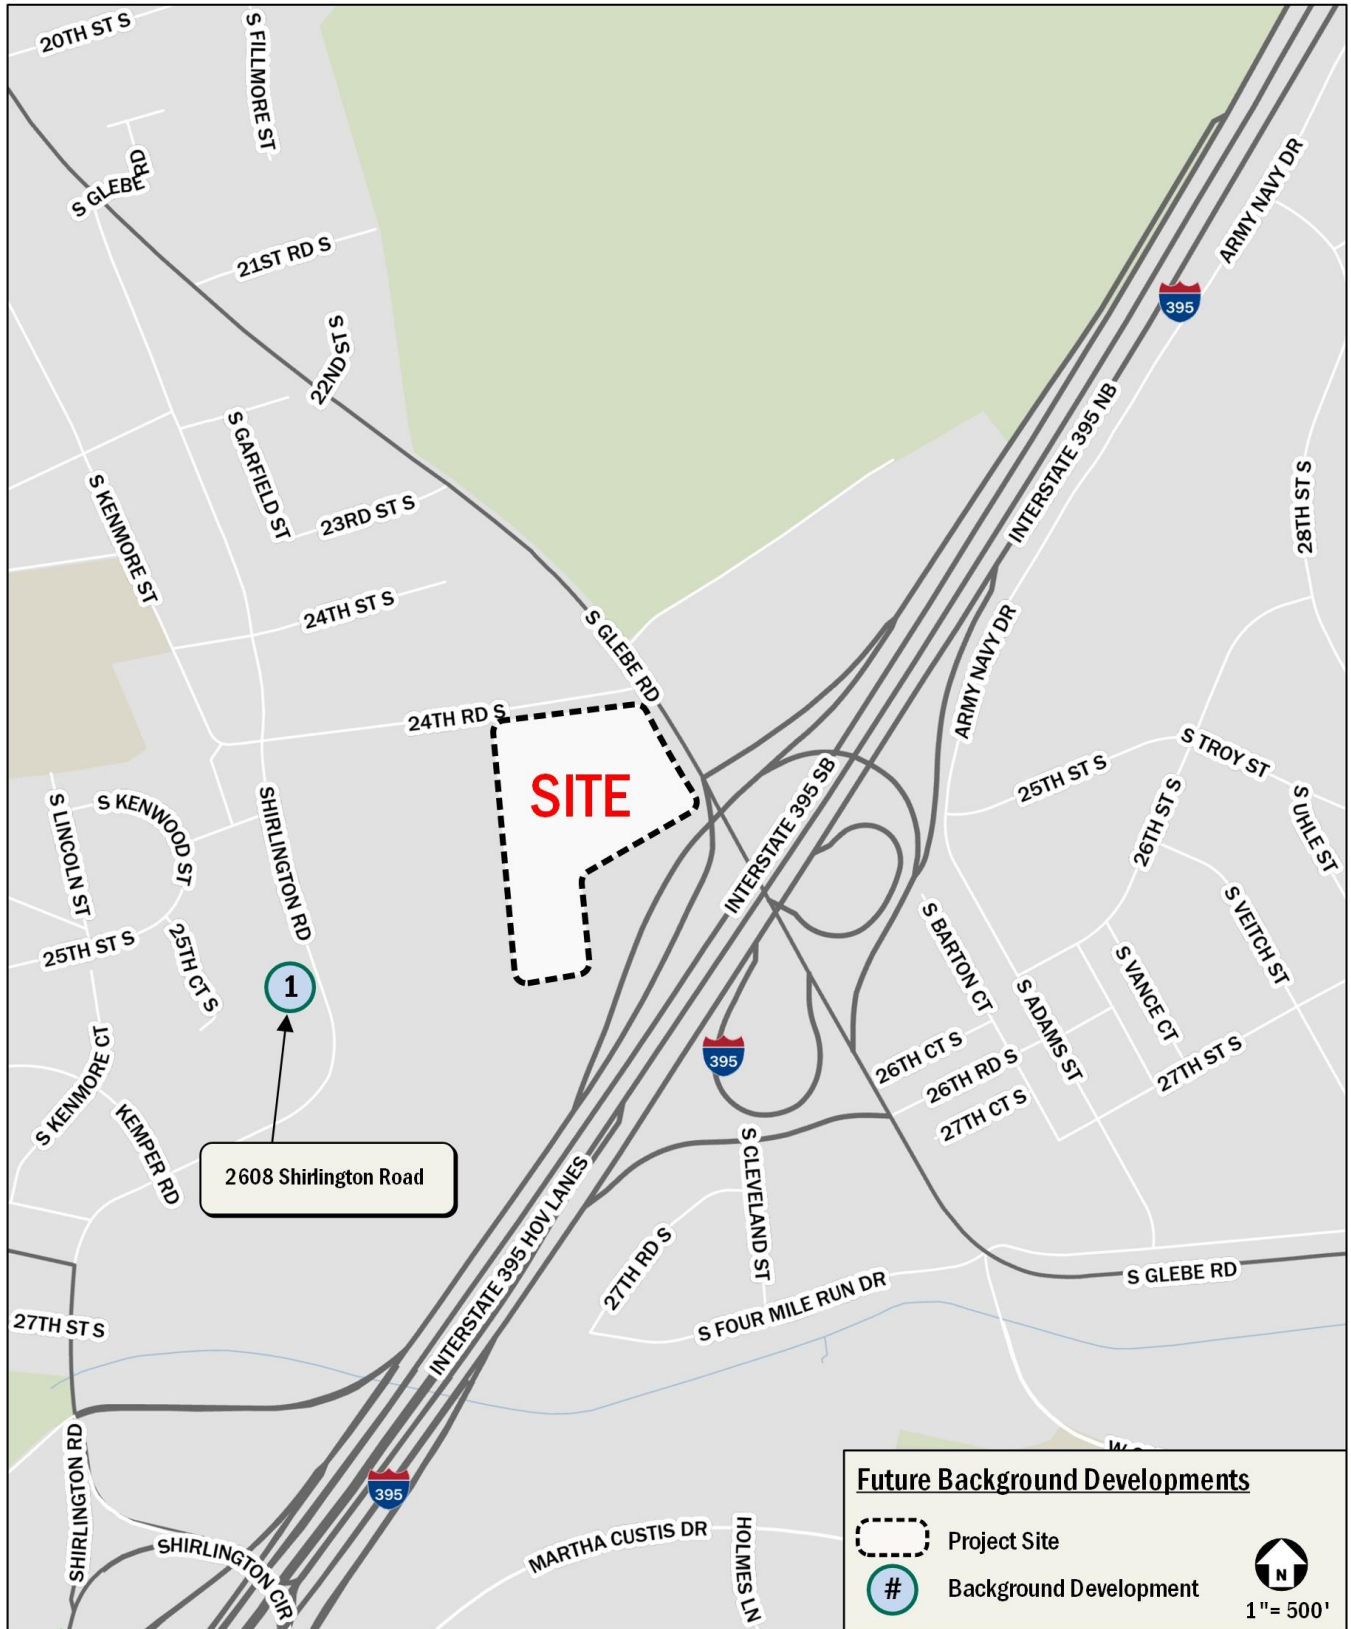 20TH ST S
S FILLMORE ST
S GLEBE RD
21ST RD S
ARMY NAVY DR
395
22ND ST S
INTERSTATE 395 NB
S GARFIELD ST
S KENMORE ST
23RD ST S
28TH ST S
24TH ST S
S GLEBE RD
ARMY NAVY DR
24TH RD S
SITE
S TROY ST
25TH ST S
INTERSTATE 395 SB
26TH ST S
S UHLE ST
S LINCOLN ST
S KENWOOD ST
SHIRLINGTON RD
25TH ST S
25TH CT S
1
S BARTON CT
S VEITCH ST
S VANCE CT
S ADAMS ST
395
26TH CT S
26TH RD S
27TH CT S
27TH ST S
S KENMORE CT
KEMPER RD
2608 Shirlington Road
S CLEVELAND ST
INTERSTATE 395 HOV LANES
27TH RD S
S GLEBE RD
S FOUR MILE RUN DR
27TH ST S
SHIRLINGTON RD
395
SHIRLINGTON CIR
MARTHA CUSTIS DR
HOLMES LN
Future Background Developments
Project Site
# Background Development
N
1"= 500'